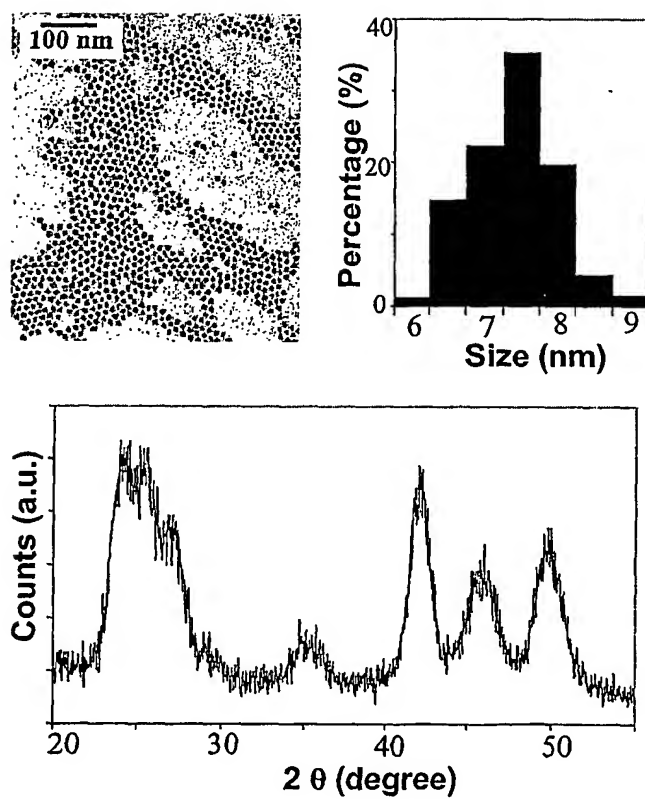 100 nm
Percentage (%)
40
20
0
6 7 8 9
Size (nm)
Counts (a.u.)
20 30 40 50
2 θ (degree)